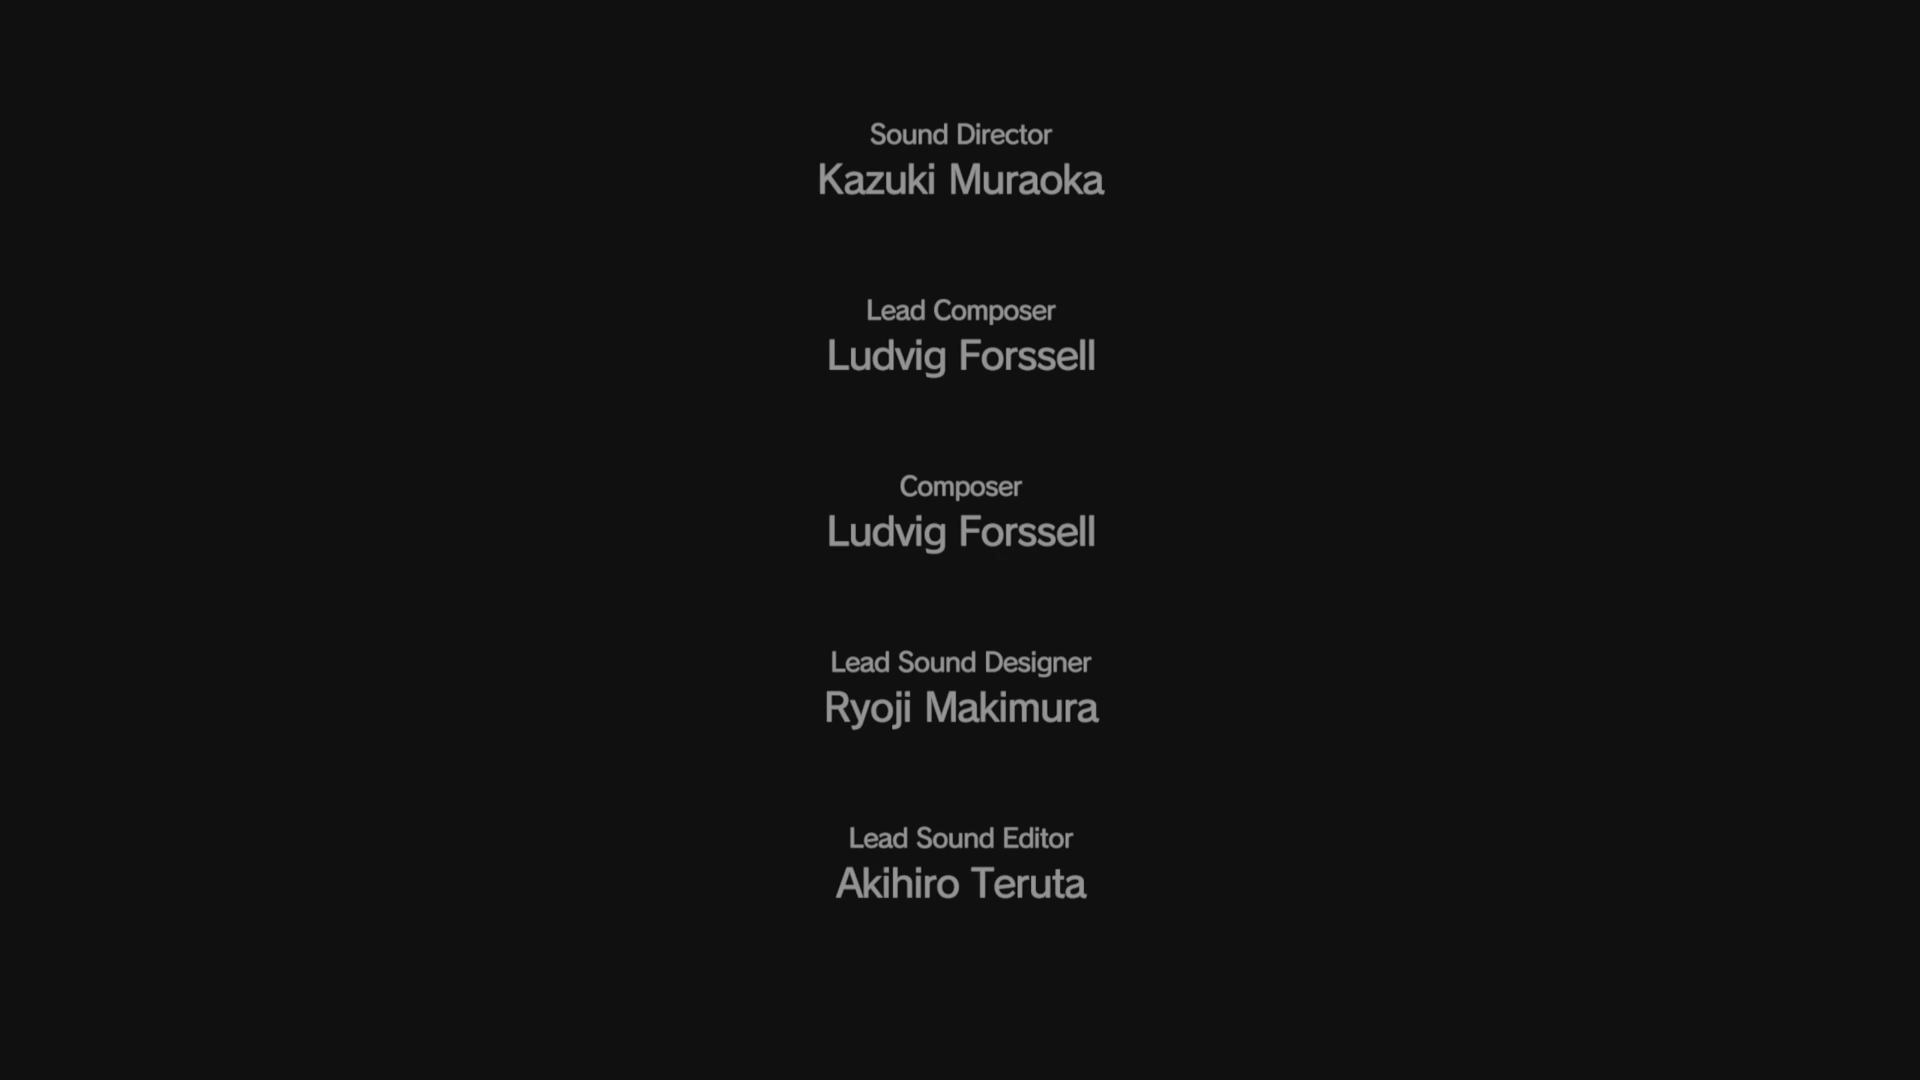 Sound Director
Kazuki Muraoka
Lead Composer
Ludvig Forssell
Composer
Ludvig Forssell
Lead Sound Designer
Ryoji Makimura
Lead Sound Editor
Akihiro Teruta